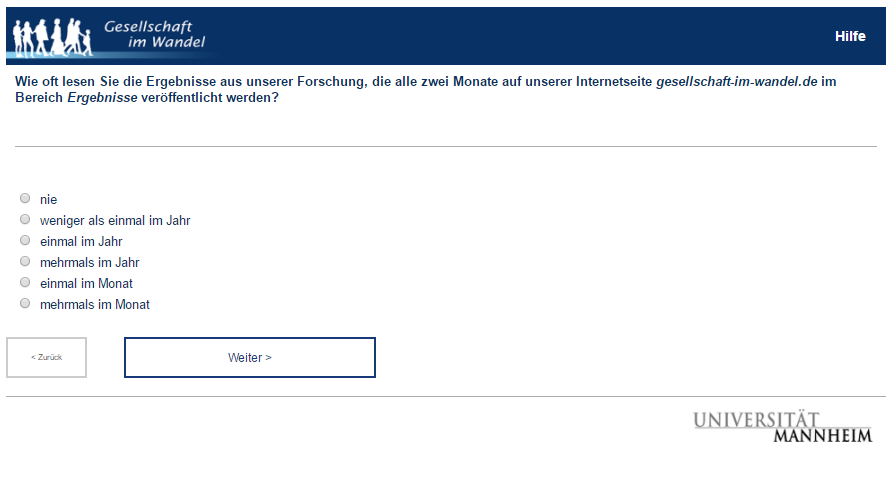 Gesellschaft
im Wandel
Hilfe
Wie oft lesen Sie die Ergebnisse aus unserer Forschung, die alle zwei Monate auf unserer Internetseite gesellschaft-im-wandel.de im
Bereich Ergebnisse veröffentlicht werden?
nie
weniger als einmal im Jahr
einmal im Jahr
mehrmals im Jahr
einmal im Monat
mehrmals im Monat
< Zurück
Weiter >
UNIVERSITÄT
MANNHEIM